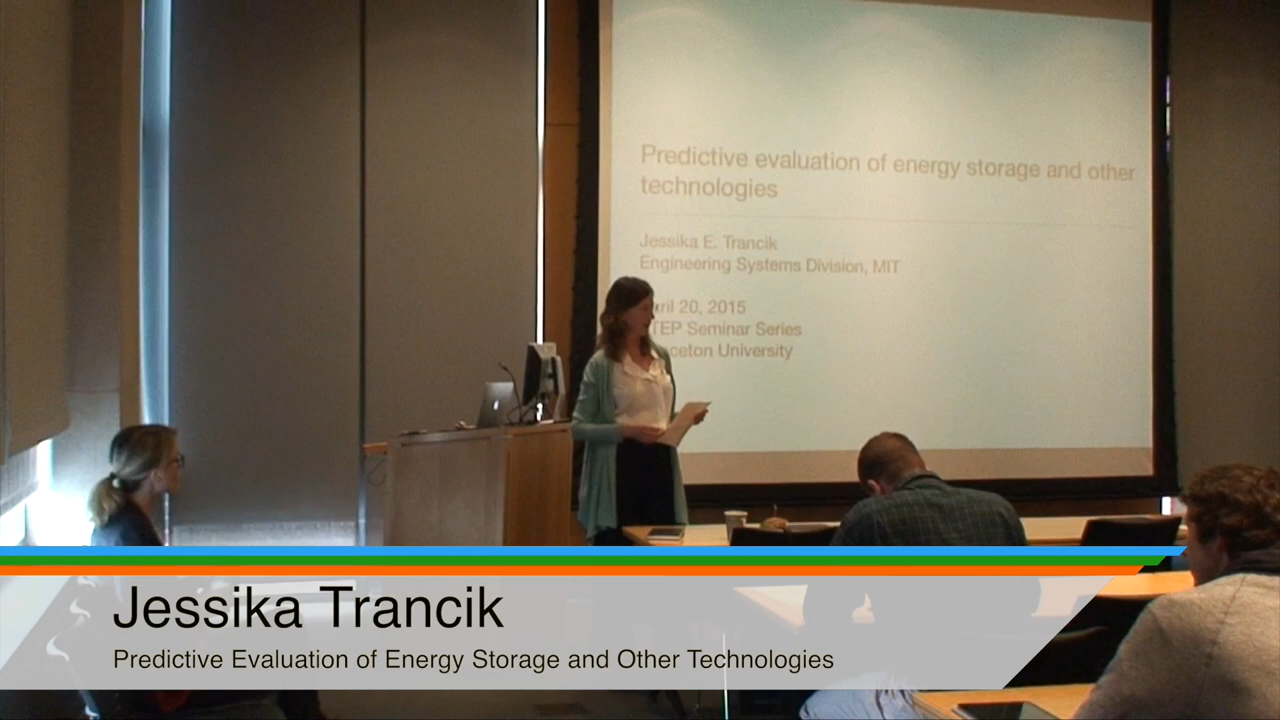 Predictive evaluation of energy storage and other
technologies
Jessika E. Trancik
Engineering Systems Division, MIT
20, 2015
Seminar Series
University
Jessika Trancik
Predictive Evaluation of Energy Storage and Other Technologies